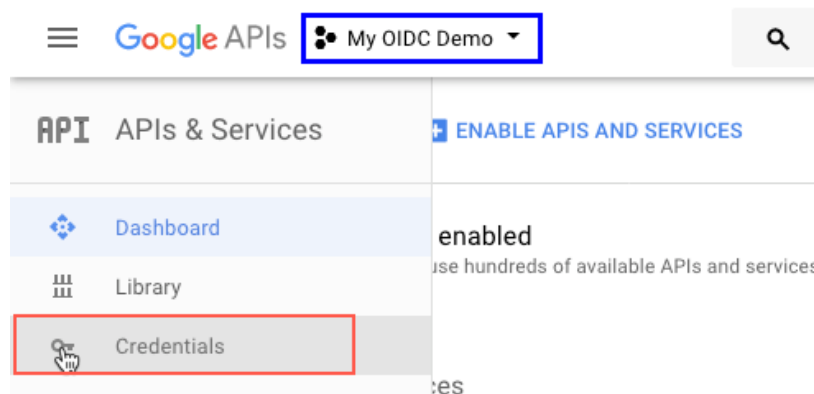 Google APIs My OIDC Demo
API APIs & Services
ENABLE APIS AND SERVICES
Dashboard
enabled
use hundreds of available APIs and services
Library
Credentials
ces